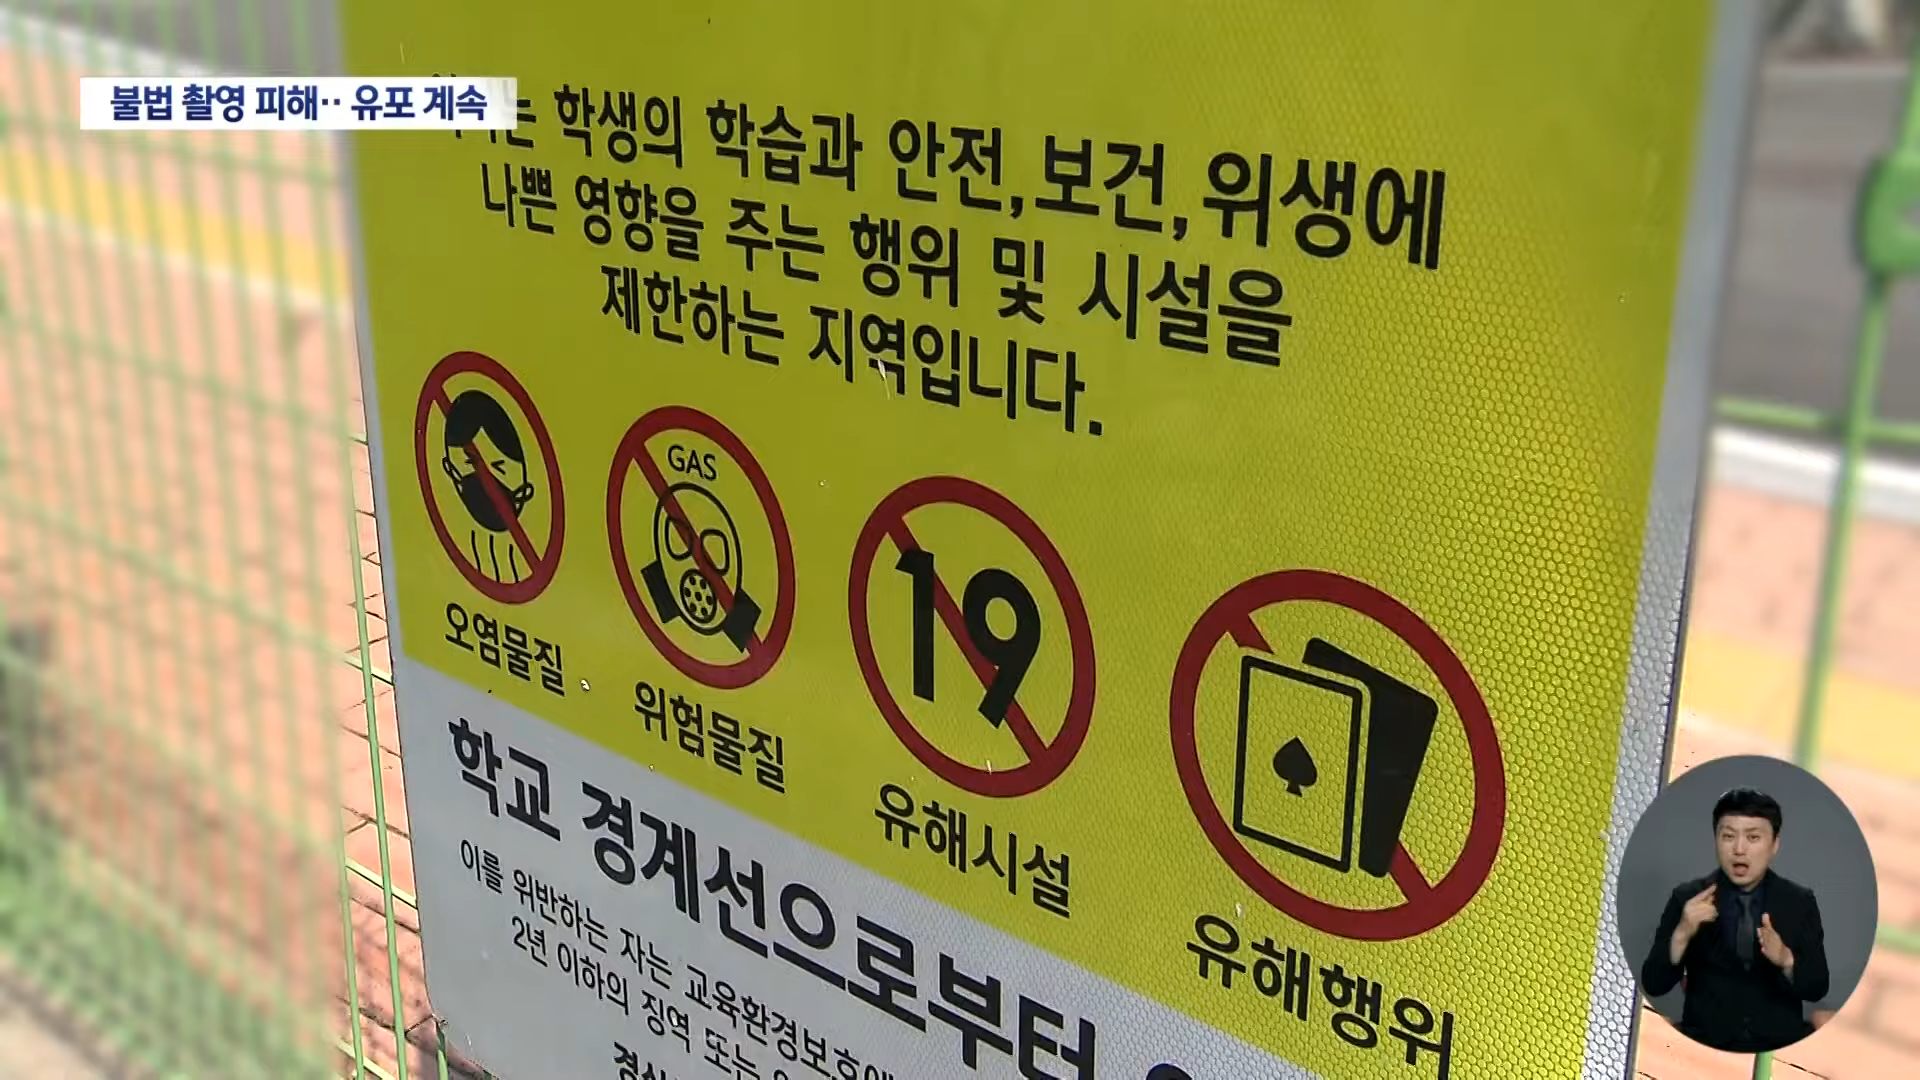 불법 촬영 피해‥ 유포 계속
학생의 학습과 안전,보건,위생에
나쁜 영향을 주는 행위 및 시설을
제한하는 지역입니다.
GAS
19
오염물질
위험물질
유해시설
유해행위
학교 경계선으로부터
이를 위반하는 자는 교육환경보호에
2년 이하의 징역 또는